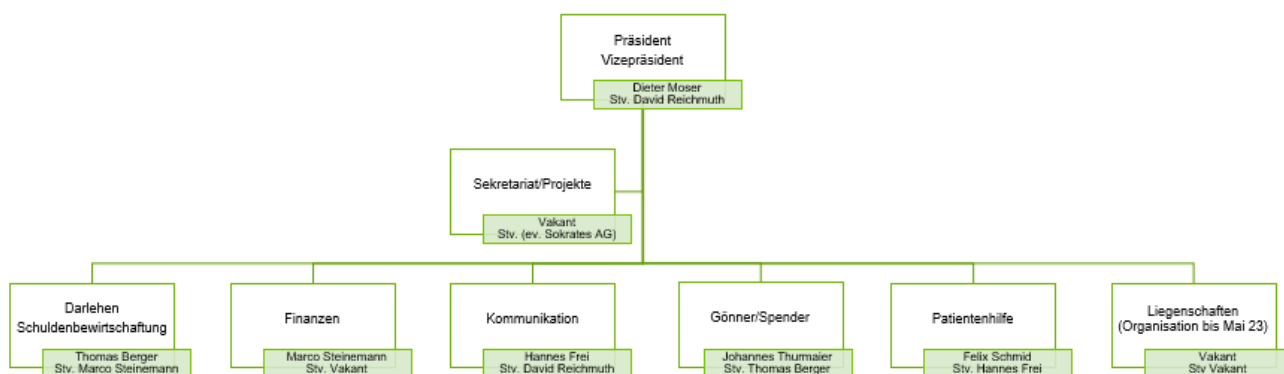 Präsident
Vizepräsident
Dieter Moser
Stv. David Reichmuth
Sekretariat/Projekte
Vakant
Stv. (ev. Sokrates AG)
Darlehen
Schuldenbewirtschaftung
Thomas Berger
Stv. Marco Steinemann
Finanzen
Marco Steinemann
Stv. Vakant
Kommunikation
Hannes Frei
Stv. David Reichmuth
Gönner/Spender
Johannes Thurmaier
Stv. Thomas Berger
Patientenhilfe
Felix Schmid
Stv. Hannes Frei
Liegenschaften
(Organisation bis Mai 23)
Vakant
Stv Vakant